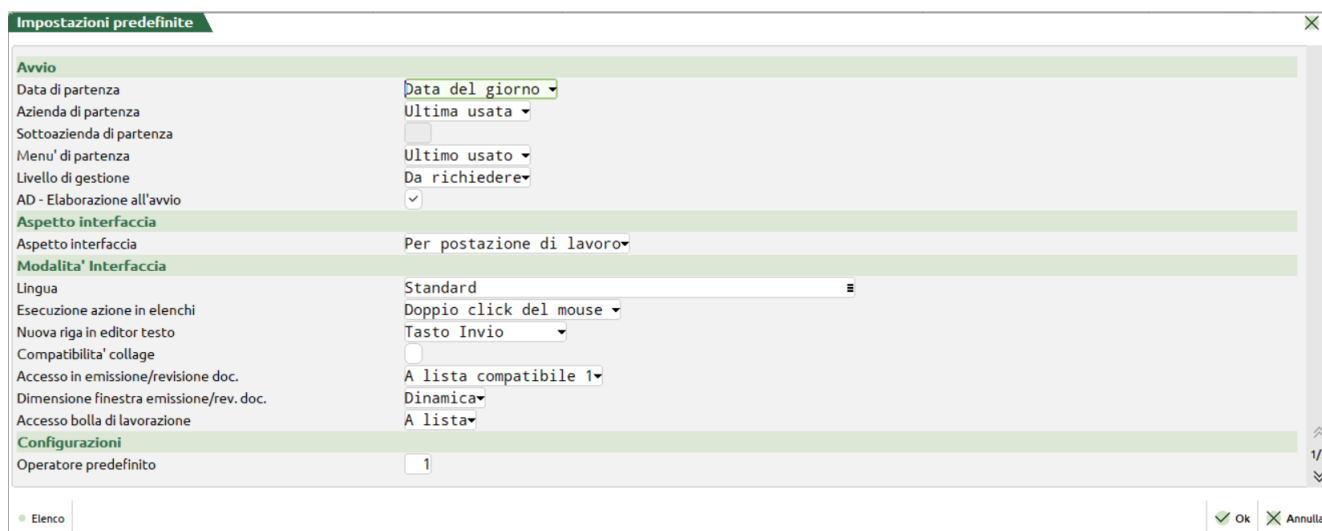 Impostazioni predefinite
Avvio
Data di partenza Data del giorno
Azienda di partenza Ultima usata
Sottoazienda di partenza
Menu' di partenza Ultimo usato
Livello di gestione Da richiedere
AD - Elaborazione all'avvio
Aspetto interfaccia
Aspetto interfaccia Per postazione di lavoro
Modalita' Interfaccia
Lingua Standard
Esecuzione azione in elenchi Doppio click del mouse
Nuova riga in editor testo Tasto Invio
Compatibilita' collage
Accesso in emissione/revisione doc. A lista compatibile 1
Dimensione finestra emissione/rev. doc. Dinamica
Accesso bolla di lavorazione A lista
Configurazioni
1/
Operatore predefinito 1
Elenco Ok Annulla